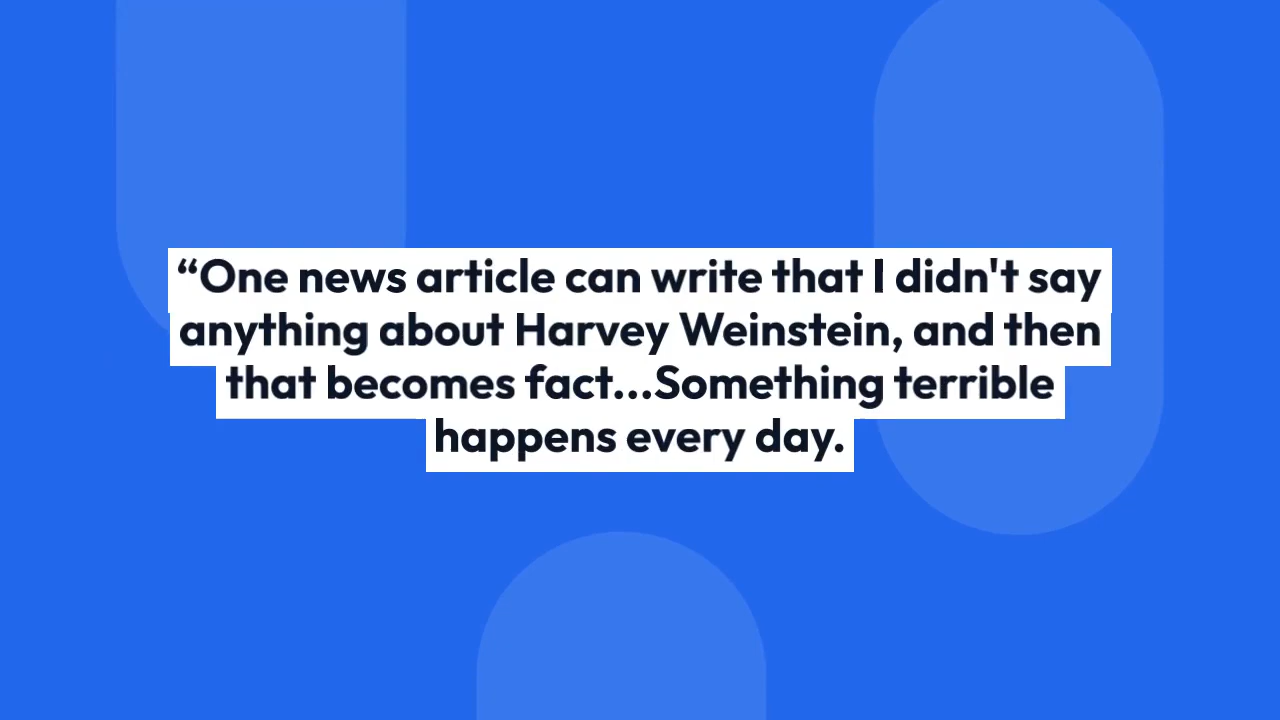 “One news article can write that I didn't say
anything about Harvey Weinstein, and then
that becomes fact...Something terrible
happens every day.